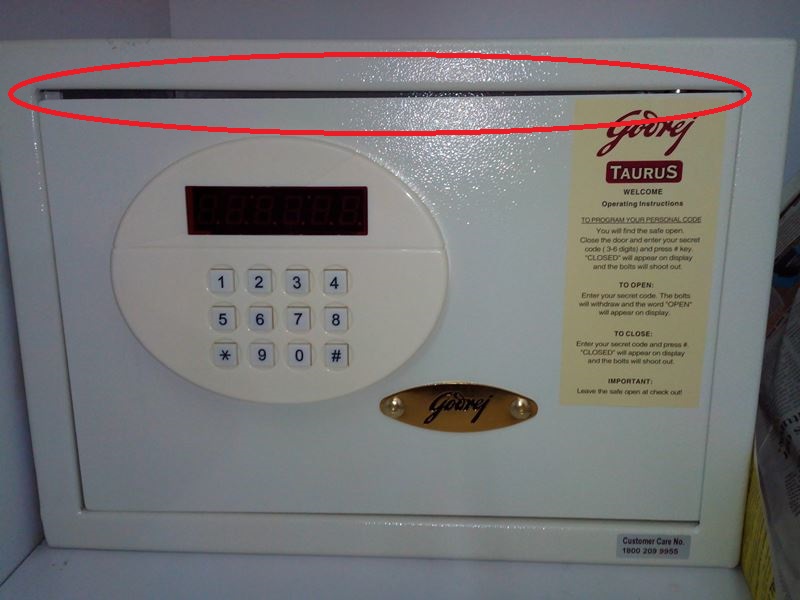 Godrej
TAURUS
WELCOME
Operating Instructions
TO PROGRAM YOUR PERSONAL CODE
You will find the safe open.
Close the door and enter your secret
code ( 3-6 digits) and press # key.
"CLOSED" will appear on display
and the bolts will shoot out.
TO OPEN:
Enter your secret code. The bolts
will withdraw and the word "OPEN"
will appear on display.
TO CLOSE:
Enter your secret code and press #.
"CLOSED" will appear on display
and the bolts will shoot out.
IMPORTANT:
Leave the safe open at check out!
1 2 3 4
5 6 7 8
* 9 0 #
Godrej
Customer Care No.
1800 209 9955